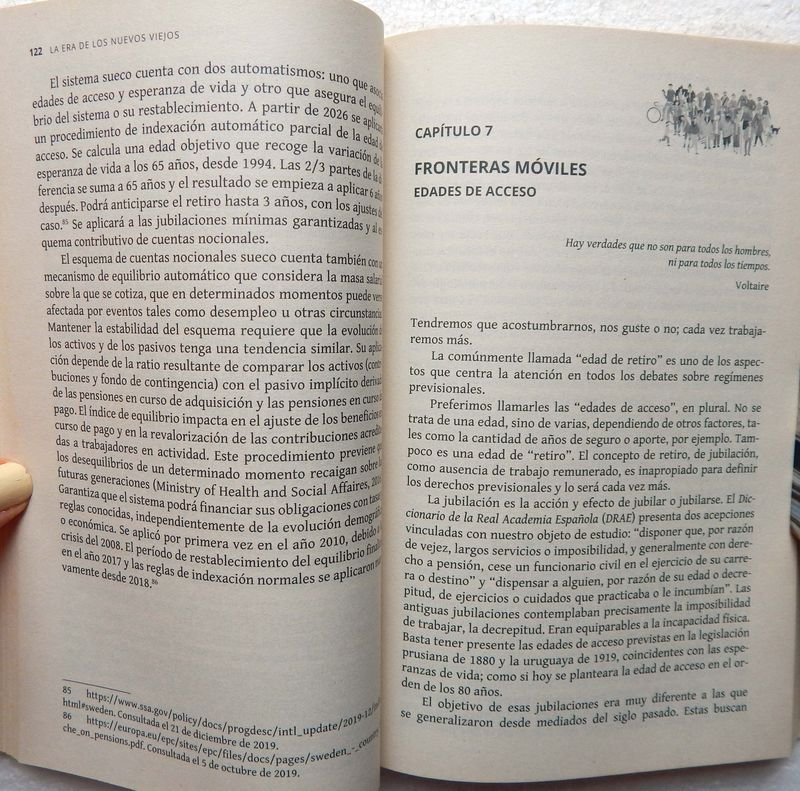 122 LA ERA DE LOS NUEVOS VIEJOS
El sistema sueco cuenta con dos automatismos: uno que
edades de acceso y esperanza de vida y otro que asegura el
brio del sistema o su restablecimiento. A partir de 2026 se
un procedimiento de indexación automático parcial de la
acceso. Se calcula una edad objetivo que recoge la variación
esperanza de vida a los 65 años, desde 1994. Las 2/3 partes de la
ferencia se suma a 65 años y el resultado se empieza a aplicar 6
después. Podrá anticiparse el retiro hasta 3 años, con los ajustes
caso.⁸⁵ Se aplicará a las jubilaciones mínimas garantizadas y al
quema contributivo de cuentas nocionales.
El esquema de cuentas nocionales sueco cuenta también con
mecanismo de equilibrio automático que considera la masa
sobre la que se cotiza, que en determinados momentos puede
afectada por eventos tales como desempleo u otras
Mantener la estabilidad del esquema requiere que la evolución
los activos y de los pasivos tenga una tendencia similar. Su
ción depende de la ratio resultante de comparar los activos
buciones y fondo de contingencia) con el pasivo implícito
de las pensiones en curso de adquisición y las pensiones en curso
pago. El índice de equilibrio impacta en el ajuste de los beneficios
curso de pago y en la revalorización de las contribuciones
das a trabajadores en actividad. Este procedimiento previene
los desequilibrios de un determinado momento recaigan sobre
futuras generaciones (Ministry of Health and Social Affaires,
Garantiza que el sistema podrá financiar sus obligaciones con
reglas conocidas, independientemente de la evolución
o económica. Se aplicó por primera vez en el año 2010, debido
crisis del 2008. El período de restablecimiento del equilibrio
en el año 2017 y las reglas de indexación normales se aplicaron
vamente desde 2018.⁸⁶
85 https://www.ssa.gov/policy/docs/progdesc/intl_update/2019-12/
html#sweden. Consultada el 21 de diciembre de 2019.
86 https://europa.eu/epc/sites/epc/files/docs/pages/sweden_-_country
che_on_pensions.pdf. Consultada el 5 de octubre de 2019.
CAPÍTULO 7
FRONTERAS MÓVILES
EDADES DE ACCESO
Hay verdades que no son para todos los hombres,
ni para todos los tiempos.
Voltaire
Tendremos que acostumbrarnos, nos guste o no; cada vez trabaja-
remos más.
La comúnmente llamada “edad de retiro” es uno de los aspec-
tos que centra la atención en todos los debates sobre regímenes
previsionales.
Preferimos llamarles las “edades de acceso”, en plural. No se
trata de una edad, sino de varias, dependiendo de otros factores, ta-
les como la cantidad de años de seguro o aporte, por ejemplo. Tam-
poco es una edad de “retiro”. El concepto de retiro, de jubilación,
como ausencia de trabajo remunerado, es inapropiado para definir
los derechos previsionales y lo será cada vez más.
La jubilación es la acción y efecto de jubilar o jubilarse. El Dic-
cionario de la Real Academia Española (DRAE) presenta dos acepciones
vinculadas con nuestro objeto de estudio: “disponer que, por razón
de vejez, largos servicios o imposibilidad, y generalmente con dere-
cho a pensión, cese un funcionario civil en el ejercicio de su carre-
ra o destino” y “dispensar a alguien, por razón de su edad o decre-
pitud, de ejercicios o cuidados que practicaba o le incumbían”. Las
antiguas jubilaciones contemplaban precisamente la imposibilidad
de trabajar, la decrepitud. Eran equiparables a la incapacidad física.
Basta tener presente las edades de acceso previstas en la legislación
prusiana de 1880 y la uruguaya de 1919, coincidentes con las espe-
ranzas de vida; como si hoy se planteara la edad de acceso en el or-
den de los 80 años.
El objetivo de esas jubilaciones era muy diferente a las que
se generalizaron desde mediados del siglo pasado. Estas buscan